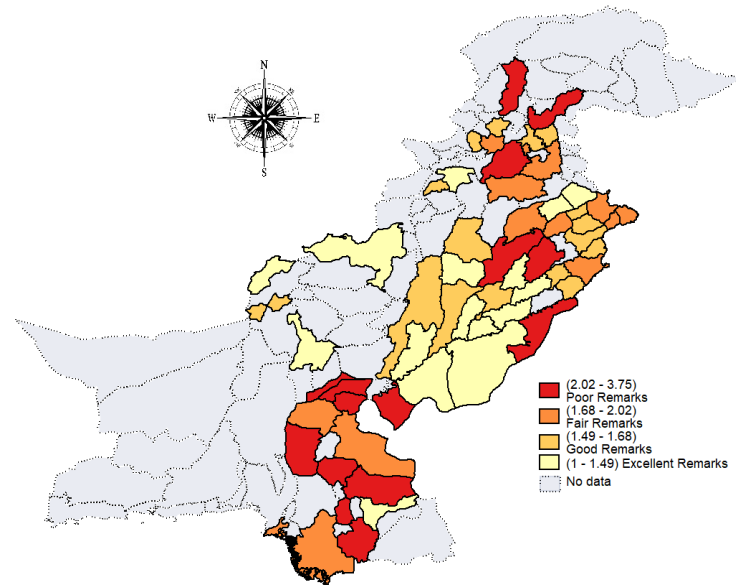 N
W E
S
(2.02 - 3.75)
Poor Remarks
(1.68 - 2.02)
Fair Remarks
(1.49 - 1.68)
Good Remarks
(1 - 1.49) Excellent Remarks
No data